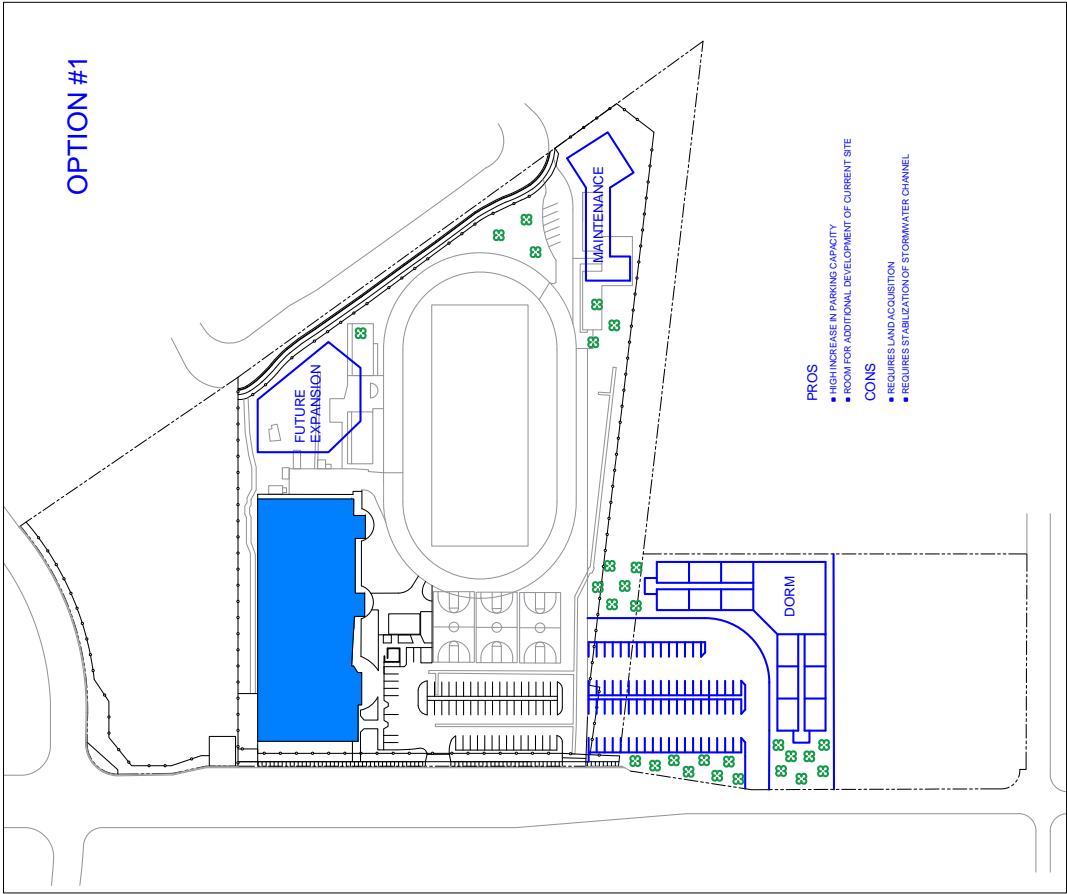 OPTION #1
MAINTENANCE
FUTURE
EXPANSION
PROS
▪ HIGH INCREASE IN PARKING CAPACITY
▪ ROOM FOR ADDITIONAL DEVELOPMENT OF CURRENT SITE
CONS
▪ REQUIRES LAND ACQUISITION
▪ REQUIRES STABILIZATION OF STORMWATER CHANNEL
DORM